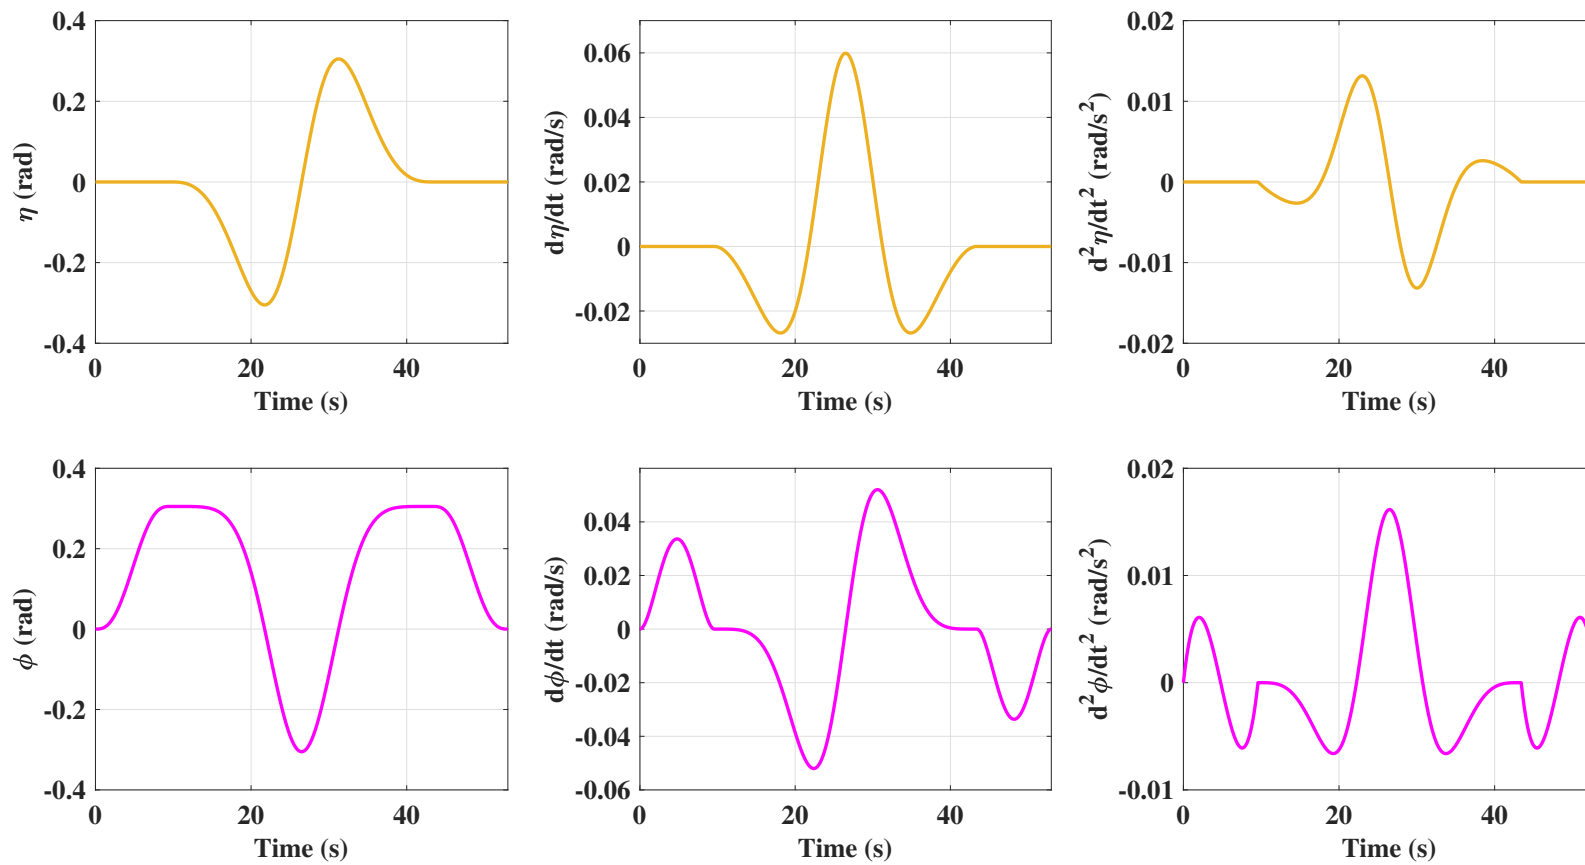 0.4
0.2
0
-0.2
-0.4
η (rad)
0 20 40
Time (s)
0.06
0.04
0.02
0
-0.02
dη/dt (rad/s)
0 20 40
Time (s)
0.02
0.01
0
-0.01
-0.02
d²η/dt² (rad/s²)
0 20 40
Time (s)
0.4
0.2
0
-0.2
-0.4
ϕ (rad)
0 20 40
Time (s)
0.04
0.02
0
-0.02
-0.04
-0.06
dϕ/dt (rad/s)
0 20 40
Time (s)
0.02
0.01
0
-0.01
d²ϕ/dt² (rad/s²)
0 20 40
Time (s)